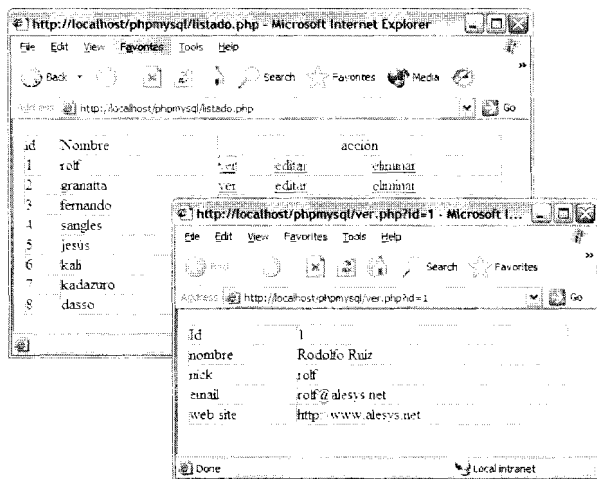 http://localhost/phpmysql/listado.php - Microsoft Internet Explorer
File Edit View Favorites Tools Help
Back Search Favorites Media
Address http://localhost/phpmysql/listado.php Go
id Nombre acción
1 rolf ver editar eliminar
2 granatta ver editar eliminar
3 fernando
4 sangles
5 jesús
6 kali
7 kadazuro
8 dasso
http://localhost/phpmysql/ver.php?id=1 - Microsoft I...
File Edit View Favorites Tools Help
Back Search Favorites
Address http://localhost/phpmysql/ver.php?id=1 Go
Id 1
nombre Rodolfo Ruiz
nick rolf
email rolf@alesys.net
web site http://www.alesys.net
Done Local intranet